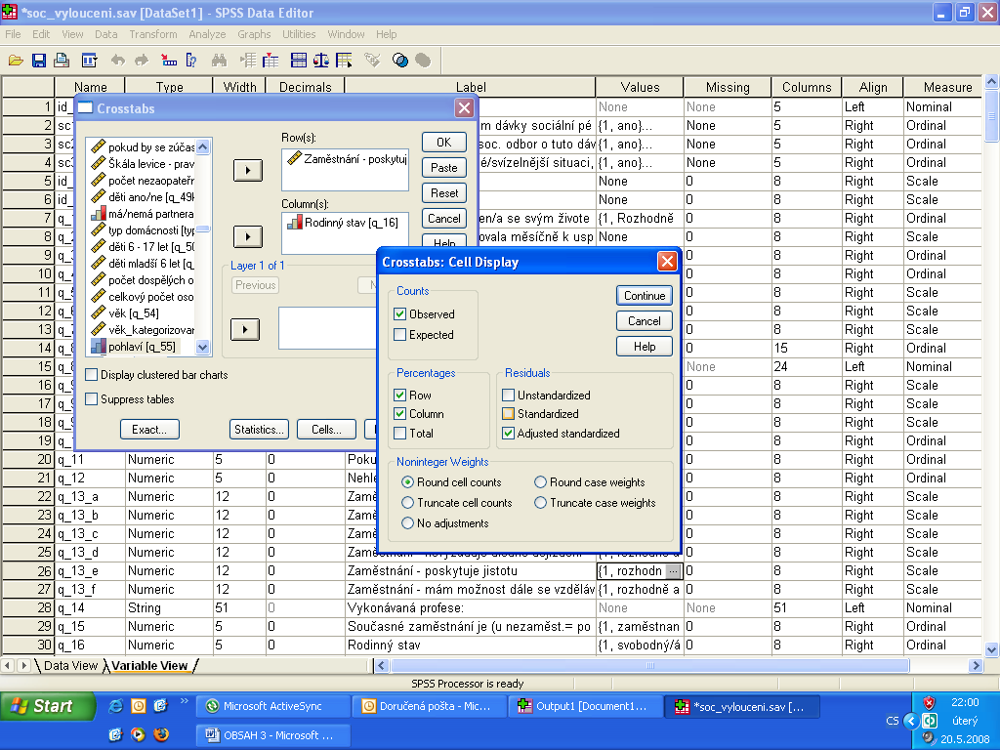 *soc_vylouceni.sav [DataSet1] - SPSS Data Editor
File Edit View Data Transform Analyze Graphs Utilities Window Help
Name Type Width Decimals Label Values Missing Columns Align Measure
1 id_ None None 5 Left Nominal
2 sc m dávky sociální pé {1, ano}... None 5 Right Ordinal
3 sc2 soc. odbor o tuto dáv {1, ano}... None 5 Right Ordinal
4 sc3 é/svízelnější situaci, {1, ano}... None 5 Right Ordinal
5 id_ None 0 8 Right Scale
6 id_ None 0 8 Right Scale
7 q_1 en/a se svým živote {1, Rozhodně 0 8 Right Ordinal
8 q_2 ovala měsíčně k usp None 0 8 Right Scale
9 q_3 0 8 Right Scale
10 q_4 0 8 Right Scale
11 q_5 0 8 Right Scale
12 q_6 0 8 Right Scale
13 q_7 0 8 Right Scale
14 q_8 0 15 Right Ordinal
15 q_8 None 24 Left Nominal
16 q_9 0 8 Right Scale
17 q_9 0 8 Right Scale
18 q_9 0 8 Right Scale
19 q_ 0 8 Right Scale
20 q_11 Numeric 5 0 Poku 0 8 Right Ordinal
21 q_12 Numeric 5 0 Nehle 0 8 Right Ordinal
22 q_13_a Numeric 12 0 Zamě 0 8 Right Scale
23 q_13_b Numeric 12 0 Zamě 0 8 Right Scale
24 q_13_c Numeric 12 0 Zamě 0 8 Right Scale
25 q_13_d Numeric 12 0 0 8 Right Scale
26 q_13_e Numeric 12 0 Zaměstnání - poskytuje jistotu {1, rozhodn ... 0 8 Right Scale
27 q_13_f Numeric 12 0 Zaměstnání - mám možnost dále se vzděláv {1, rozhodně a 0 8 Right Scale
28 q_14 String 51 0 Vykonávaná profese: None None 51 Left Nominal
29 q_15 Numeric 5 0 Současné zaměstnání je (u nezaměst.= po {1, zaměstnan 0 8 Right Ordinal
30 q_16 Numeric 5 0 Rodinný stav {1, svobodný/á 0 8 Right Ordinal
Data View Variable View
SPSS Processor is ready
Crosstabs
pokud by se zúčas
Škála levice - prav
počet nezaopateř
děti ano/ne [q_49
má/nemá partnera
typ domácnosti [ty
děti 6 - 17 let [q_50
děti mladší 6 let [q_
počet dospělých o
celkový počet oso
věk [q_54]
věk_kategorizovan
pohlaví [q_55]
Row(s):
Zaměstnání - poskytuj
Column(s):
Rodinný stav [q_16]
Layer 1 of 1
Previous N
OK
Paste
Reset
Cancel
Help
Display clustered bar charts
Suppress tables
Exact...
Statistics...
Cells...
Crosstabs: Cell Display
Counts
Observed
Expected
Continue
Cancel
Help
Percentages
Row
Column
Total
Residuals
Unstandardized
Standardized
Adjusted standardized
Noninteger Weights
Round cell counts Round case weights
Truncate cell counts Truncate case weights
No adjustments
Start
Microsoft ActiveSync
Doručená pošta - Mic...
Output1 [Document1...
*soc_vylouceni.sav [...
OBSAH 3 - Microsoft ...
CS
22:00
úterý
20.5.2008